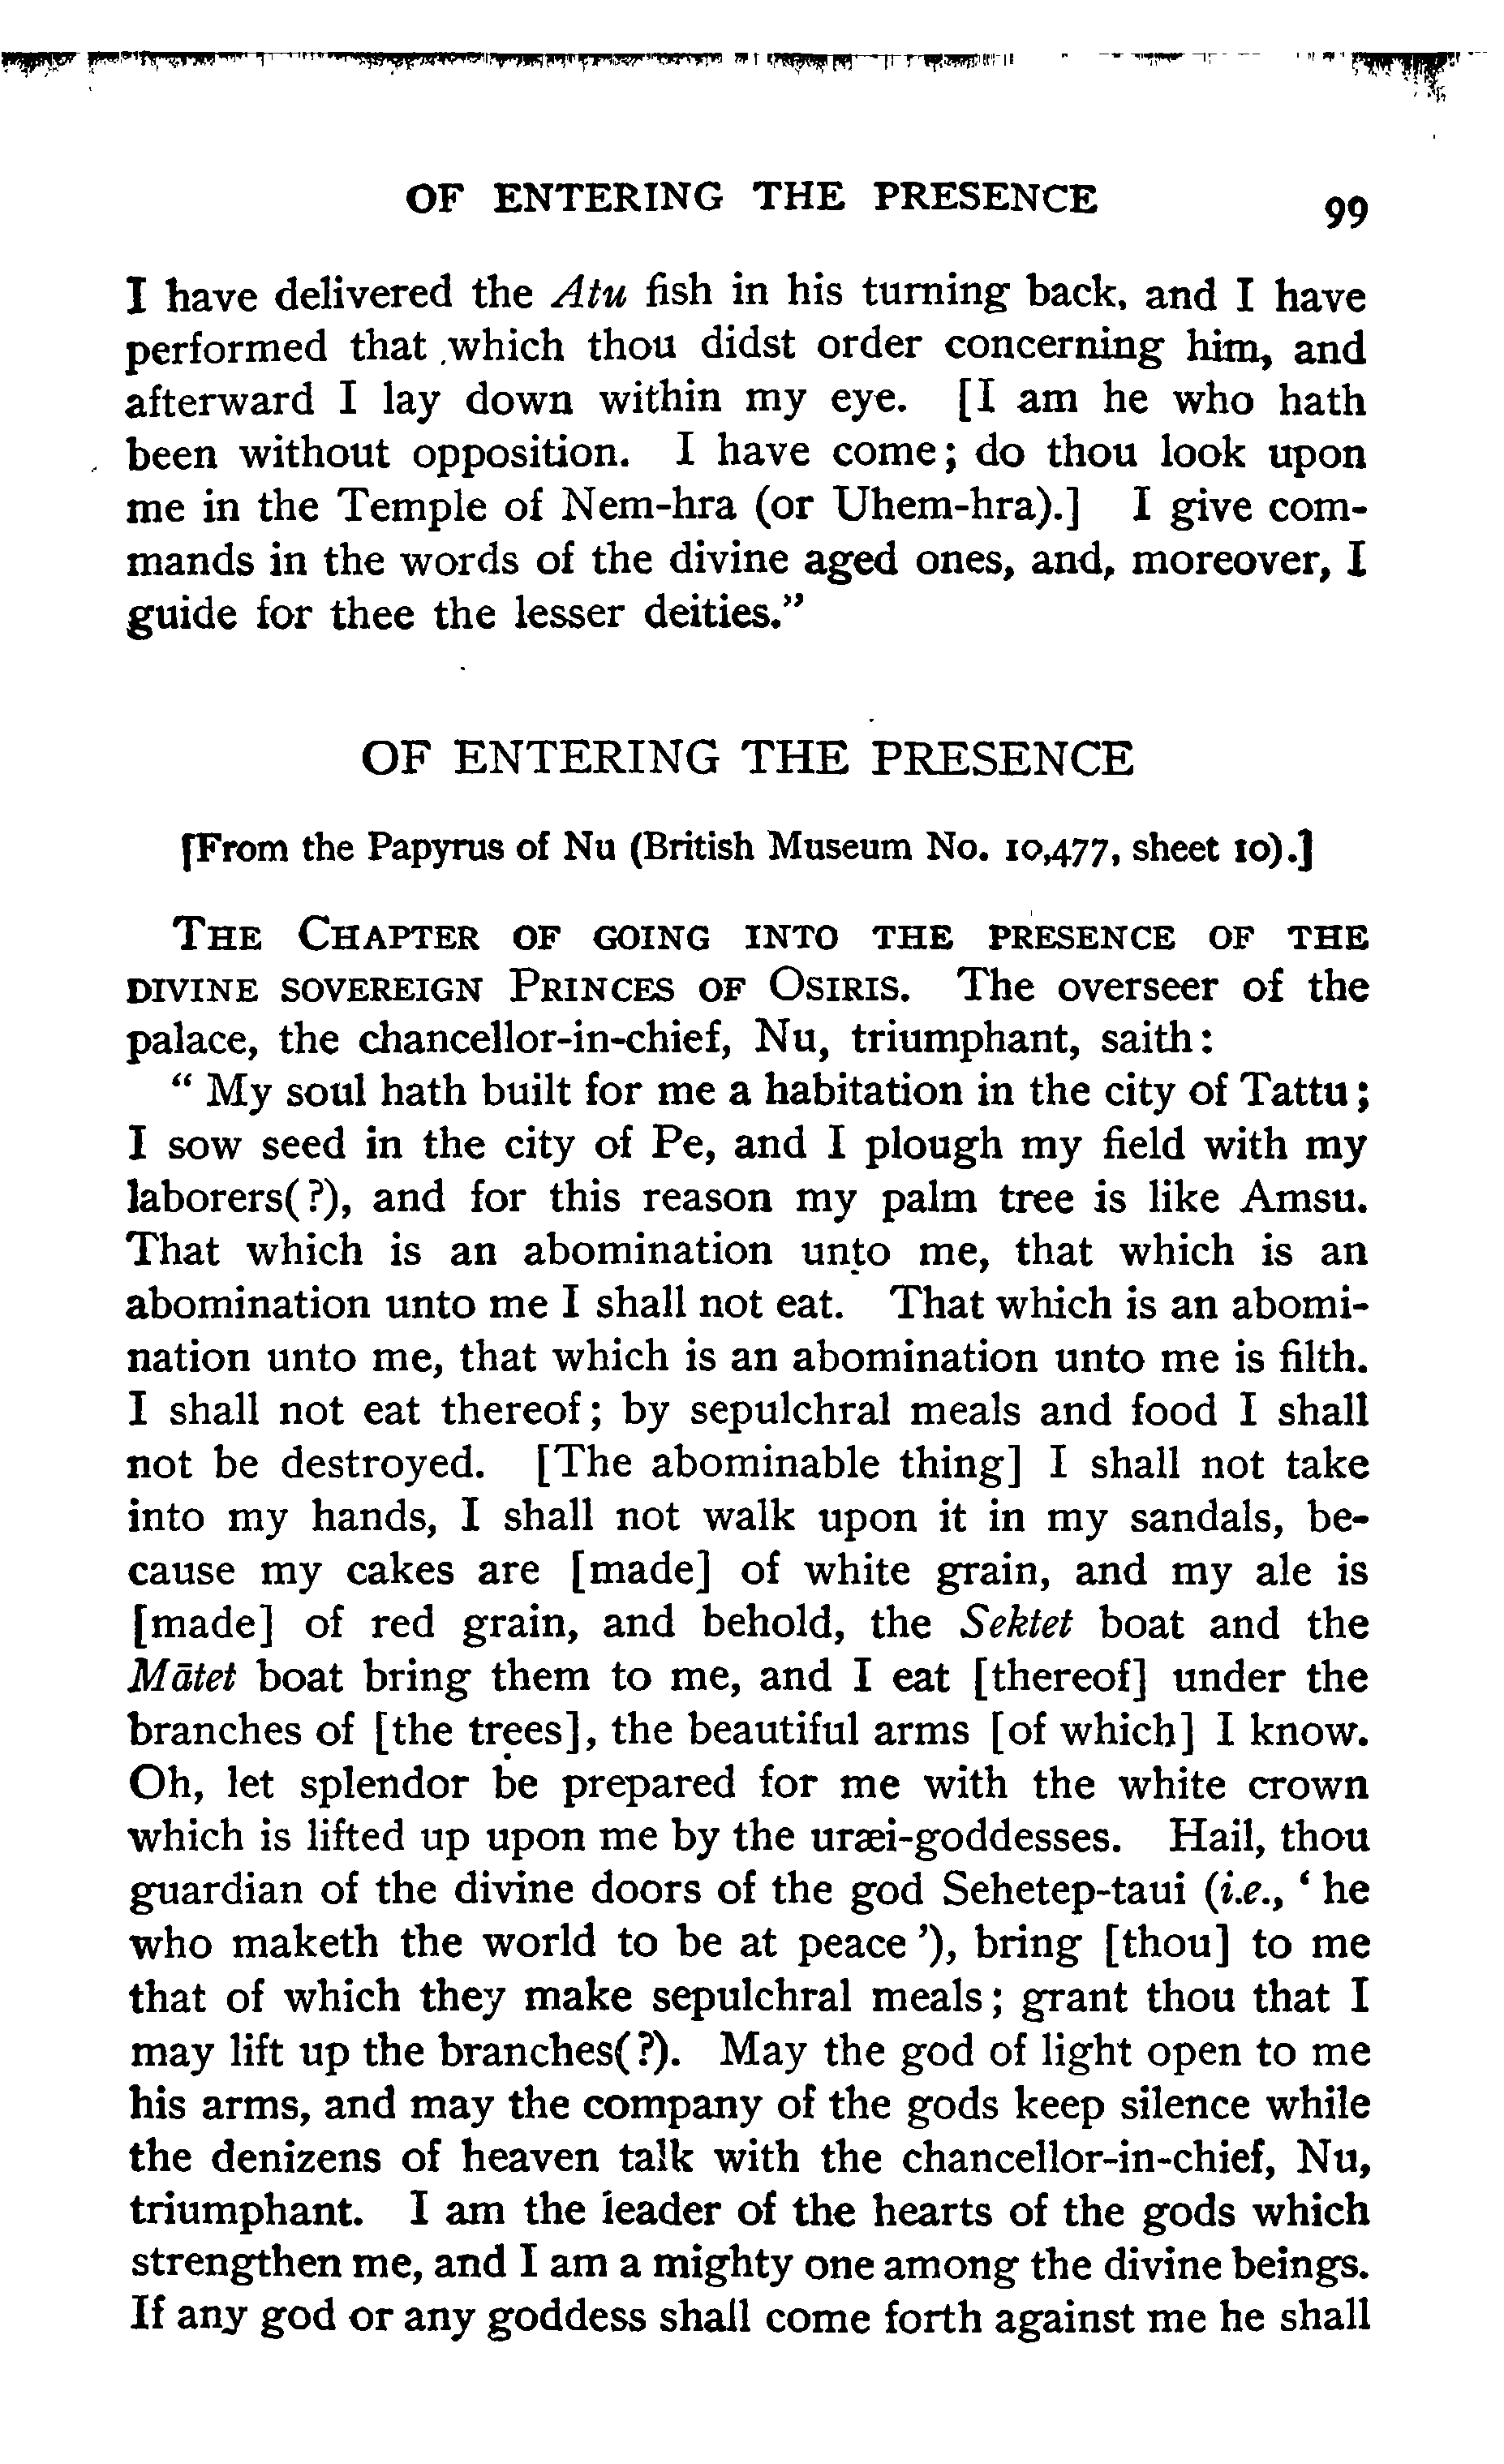 OF ENTERING THE PRESENCE 99
I have delivered the Atu fish in his turning back, and I have
performed that which thou didst order concerning him, and
afterward I lay down within my eye. [I am he who hath
been without opposition. I have come; do thou look upon
me in the Temple of Nem-hra (or Uhem-hra).] I give com-
mands in the words of the divine aged ones, and, moreover, I
guide for thee the lesser deities."
OF ENTERING THE PRESENCE
[From the Papyrus of Nu (British Museum No. 10,477, sheet 10).]
THE CHAPTER OF GOING INTO THE PRESENCE OF THE
DIVINE SOVEREIGN PRINCES OF OSIRIS. The overseer of the
palace, the chancellor-in-chief, Nu, triumphant, saith:
"My soul hath built for me a habitation in the city of Tattu;
I sow seed in the city of Pe, and I plough my field with my
laborers(?), and for this reason my palm tree is like Amsu.
That which is an abomination unto me, that which is an
abomination unto me I shall not eat. That which is an abomi-
nation unto me, that which is an abomination unto me is filth.
I shall not eat thereof; by sepulchral meals and food I shall
not be destroyed. [The abominable thing] I shall not take
into my hands, I shall not walk upon it in my sandals, be-
cause my cakes are [made] of white grain, and my ale is
[made] of red grain, and behold, the Sektet boat and the
Mātet boat bring them to me, and I eat [thereof] under the
branches of [the trees], the beautiful arms [of which] I know.
Oh, let splendor be prepared for me with the white crown
which is lifted up upon me by the uræi-goddesses. Hail, thou
guardian of the divine doors of the god Sehetep-taui (i.e., 'he
who maketh the world to be at peace'), bring [thou] to me
that of which they make sepulchral meals; grant thou that I
may lift up the branches(?). May the god of light open to me
his arms, and may the company of the gods keep silence while
the denizens of heaven talk with the chancellor-in-chief, Nu,
triumphant. I am the leader of the hearts of the gods which
strengthen me, and I am a mighty one among the divine beings.
If any god or any goddess shall come forth against me he shall